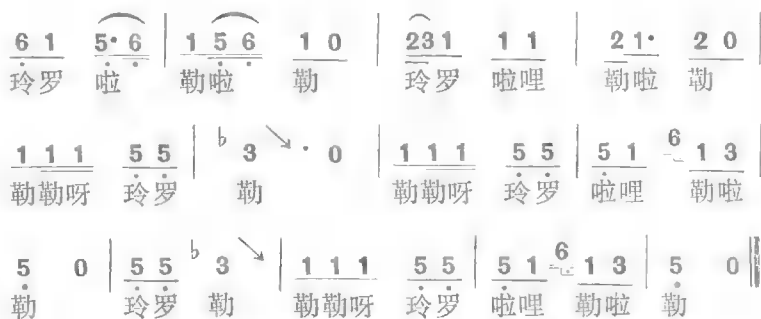 6 1 5· 6 | 1 5 6 1 0 | 2 3 1 1 1 | 2 1· 2 0 |
玲罗 啦 勒啦 勒 玲罗 啦哩 勒啦 勒
1 1 1 5 5 | ♭3 ↘ · 0 | 1 1 1 5 5 | 5 1 6 1 3 |
勒勒呀 玲罗 勒 勒勒呀 玲罗 啦哩 勒啦
5 0 | 5 5 ♭3 ↘ | 1 1 1 5 5 | 5 1 6 1 3 | 5 0 ‖
勒 玲罗 勒 勒勒呀 玲罗 啦哩 勒啦 勒